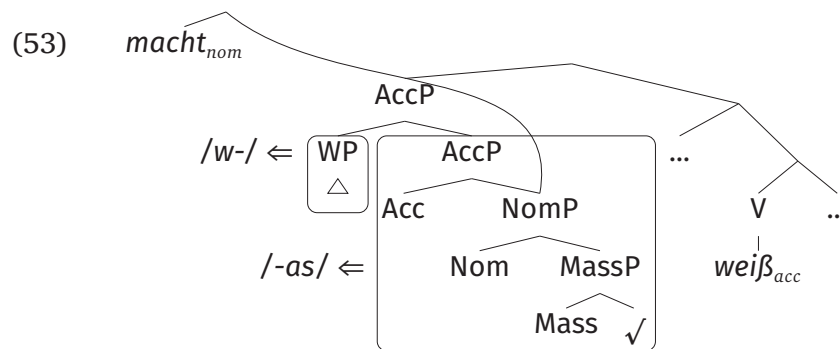 (53) macht_nom
AccP
/w-/ ⇐ WP AccP ...
Acc NomP V ..
/-as/ ⇐ Nom MassP weiß_acc
Mass √